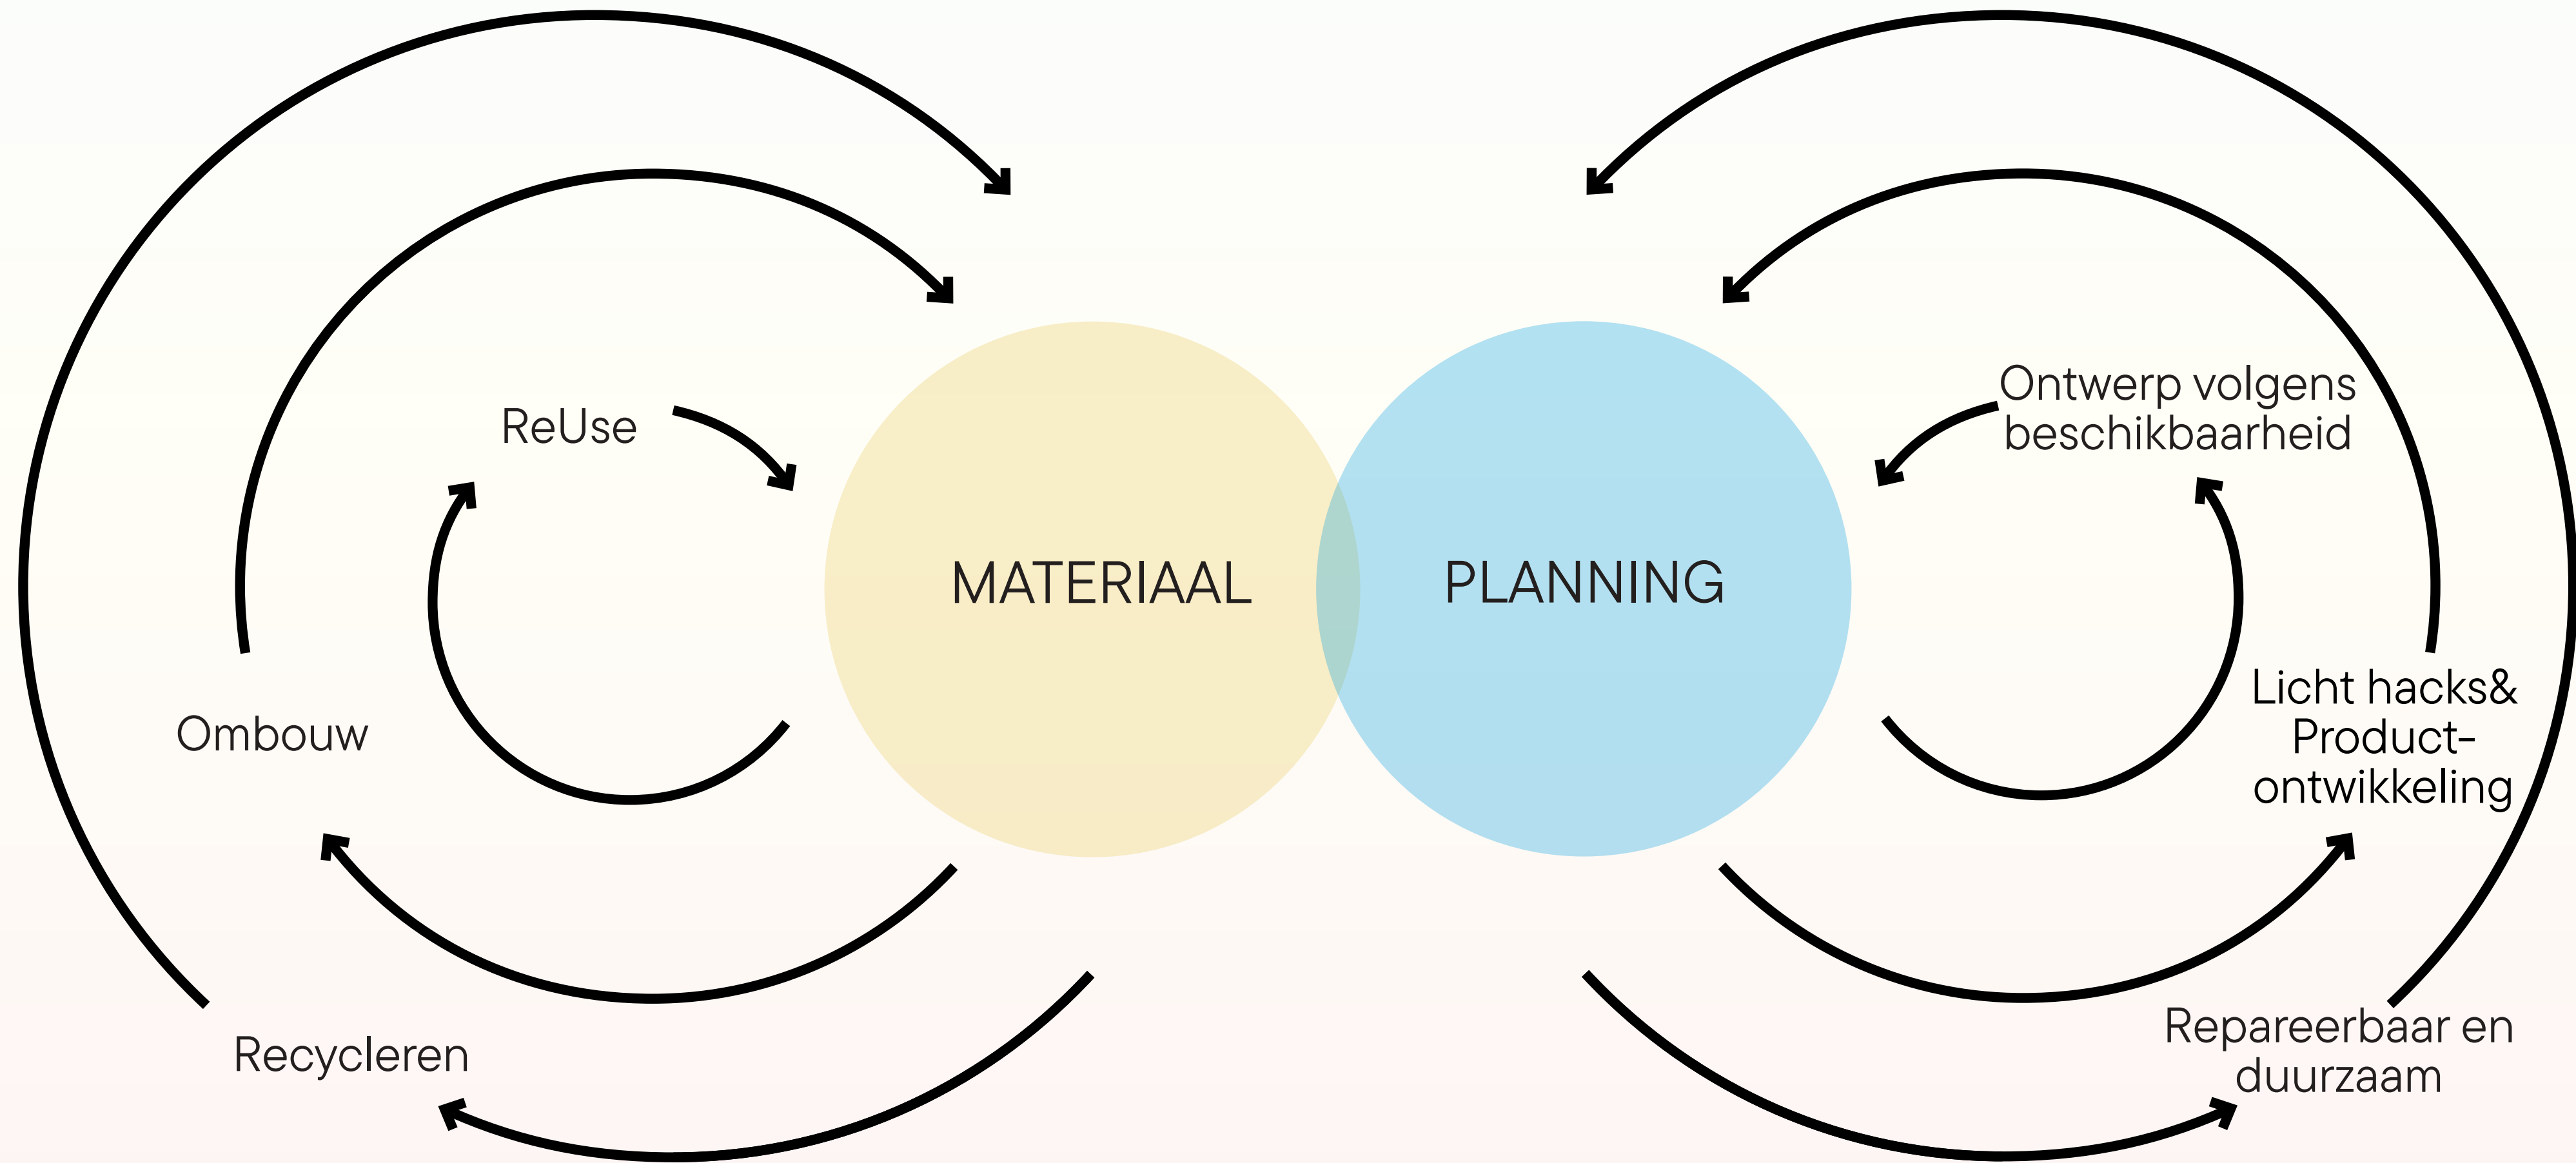 ReUse
Ombouw
Recycleren
MATERIAAL
PLANNING
Ontwerp volgens
beschikbaarheid
Licht hacks&
Product-
ontwikkeling
Repareerbaar en
duurzaam